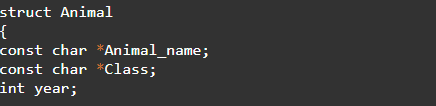 struct Animal
{
const char *Animal_name;
const char *Class;
int year;